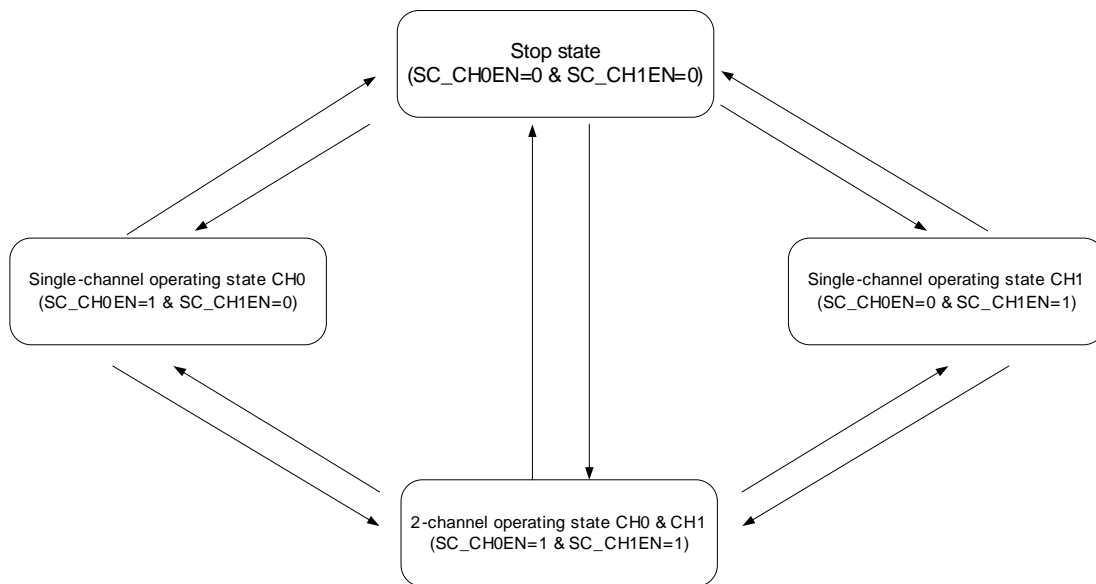 Stop state
(SC_CH0EN=0 & SC_CH1EN=0)
Single-channel operating state CH0
(SC_CH0EN=1 & SC_CH1EN=0)
Single-channel operating state CH1
(SC_CH0EN=0 & SC_CH1EN=1)
2-channel operating state CH0 & CH1
(SC_CH0EN=1 & SC_CH1EN=1)